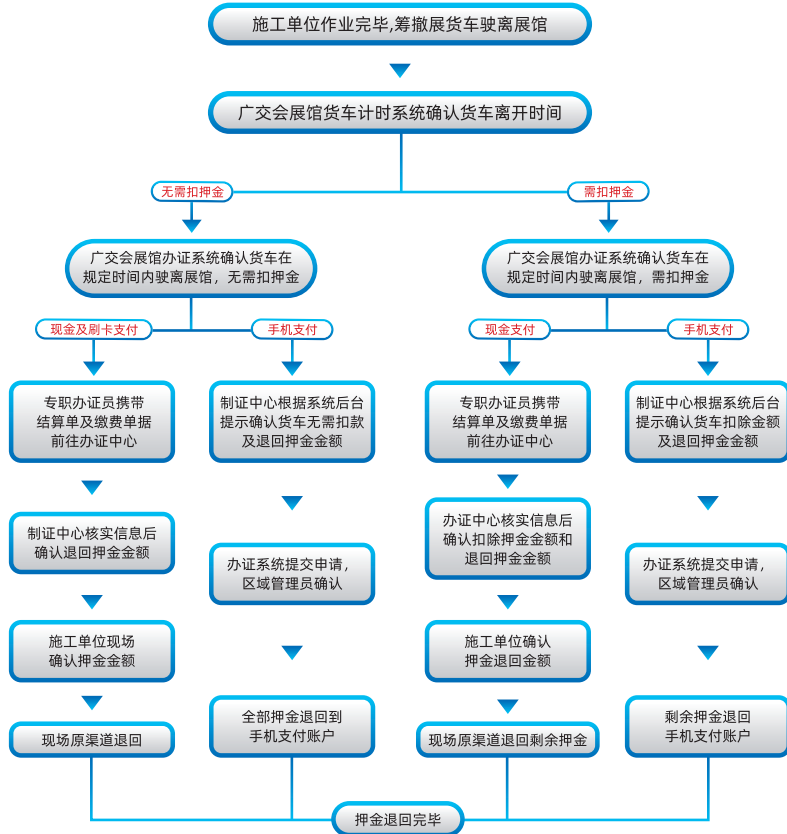 施工单位作业完毕,筹撤展货车驶离展馆
广交会展馆货车计时系统确认货车离开时间
无需扣押金
需扣押金
广交会展馆办证系统确认货车在
规定时间内驶离展馆，无需扣押金
广交会展馆办证系统确认货车在
规定时间内驶离展馆，需扣押金
现金及刷卡支付
手机支付
现金支付
手机支付
专职办证员携带
结算单及缴费单据
前往办证中心
制证中心根据系统后台
提示确认货车无需扣款
及退回押金金额
专职办证员携带
结算单及缴费单据
前往办证中心
制证中心根据系统后台
提示确认货车扣除金额
及退回押金金额
制证中心核实信息后
确认退回押金金额
办证系统提交申请，
区域管理员确认
办证中心核实信息后
确认扣除押金金额和
退回押金金额
办证系统提交申请，
区域管理员确认
施工单位现场
确认押金金额
施工单位确认
押金退回金额
现场原渠道退回
全部押金退回到
手机支付账户
现场原渠道退回剩余押金
剩余押金退回
手机支付账户
押金退回完毕